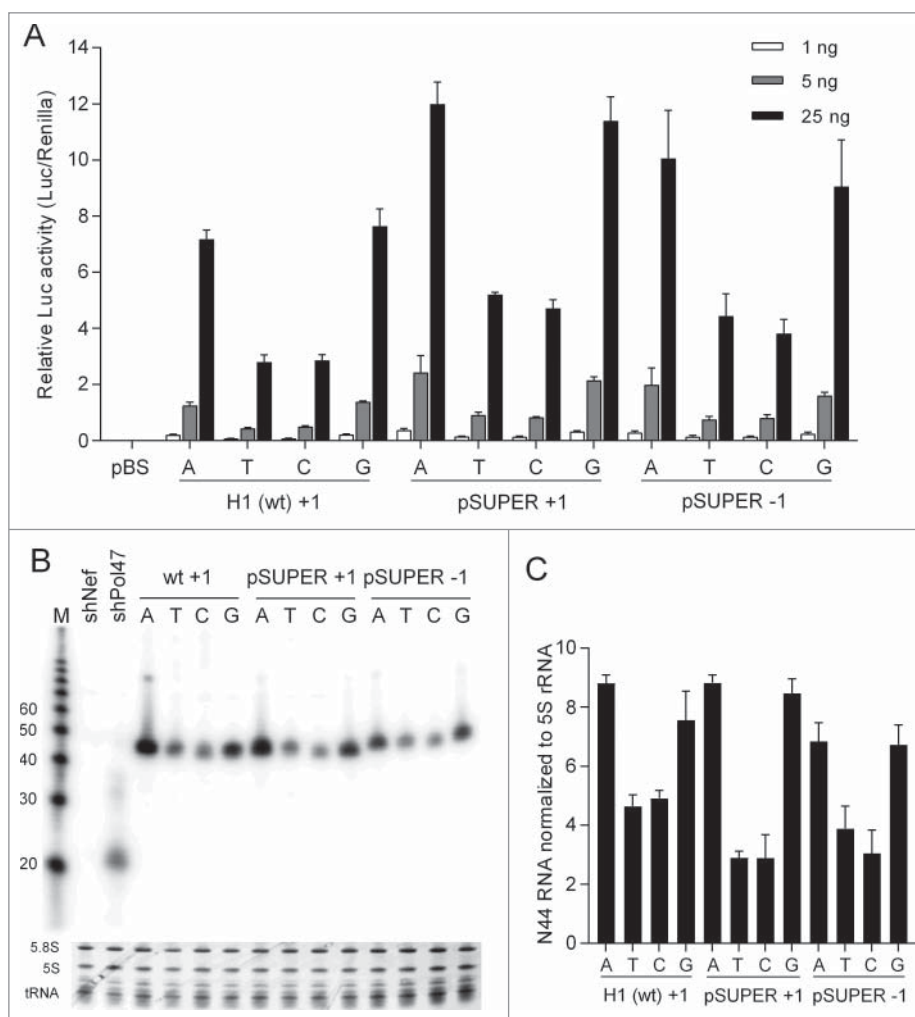 A
14
12
10
8
6
4
2
0
Relative Luc activity (Luc/Renilla)
1 ng
5 ng
25 ng
pBS A T C G A T C G A T C G
H1 (wt) +1 pSUPER +1 pSUPER -1
B
M shNef shPol47
wt +1 pSUPER +1 pSUPER -1
A T C G A T C G A T C G
60
50
40
30
20
5.8S
5S
tRNA
C
10
8
6
4
2
0
N44 RNA normalized to 5S rRNA
A T C G A T C G A T C G
H1 (wt) +1 pSUPER +1 pSUPER -1